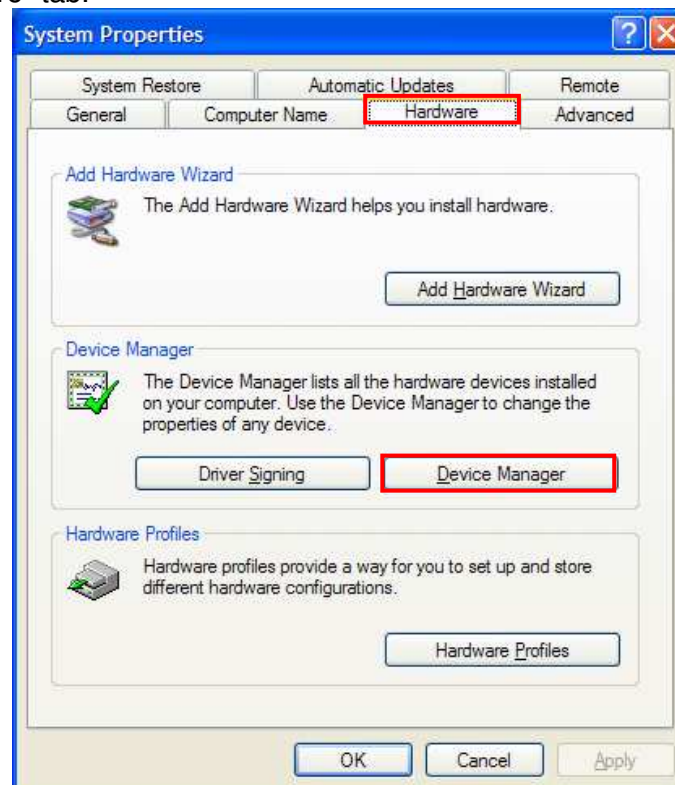 tab.
System Properties
System Restore Automatic Updates Remote
General Computer Name Hardware Advanced
Add Hardware Wizard
The Add Hardware Wizard helps you install hardware.
Add Hardware Wizard
Device Manager
The Device Manager lists all the hardware devices installed
on your computer. Use the Device Manager to change the
properties of any device.
Driver Signing Device Manager
Hardware Profiles
Hardware profiles provide a way for you to set up and store
different hardware configurations.
Hardware Profiles
OK Cancel Apply